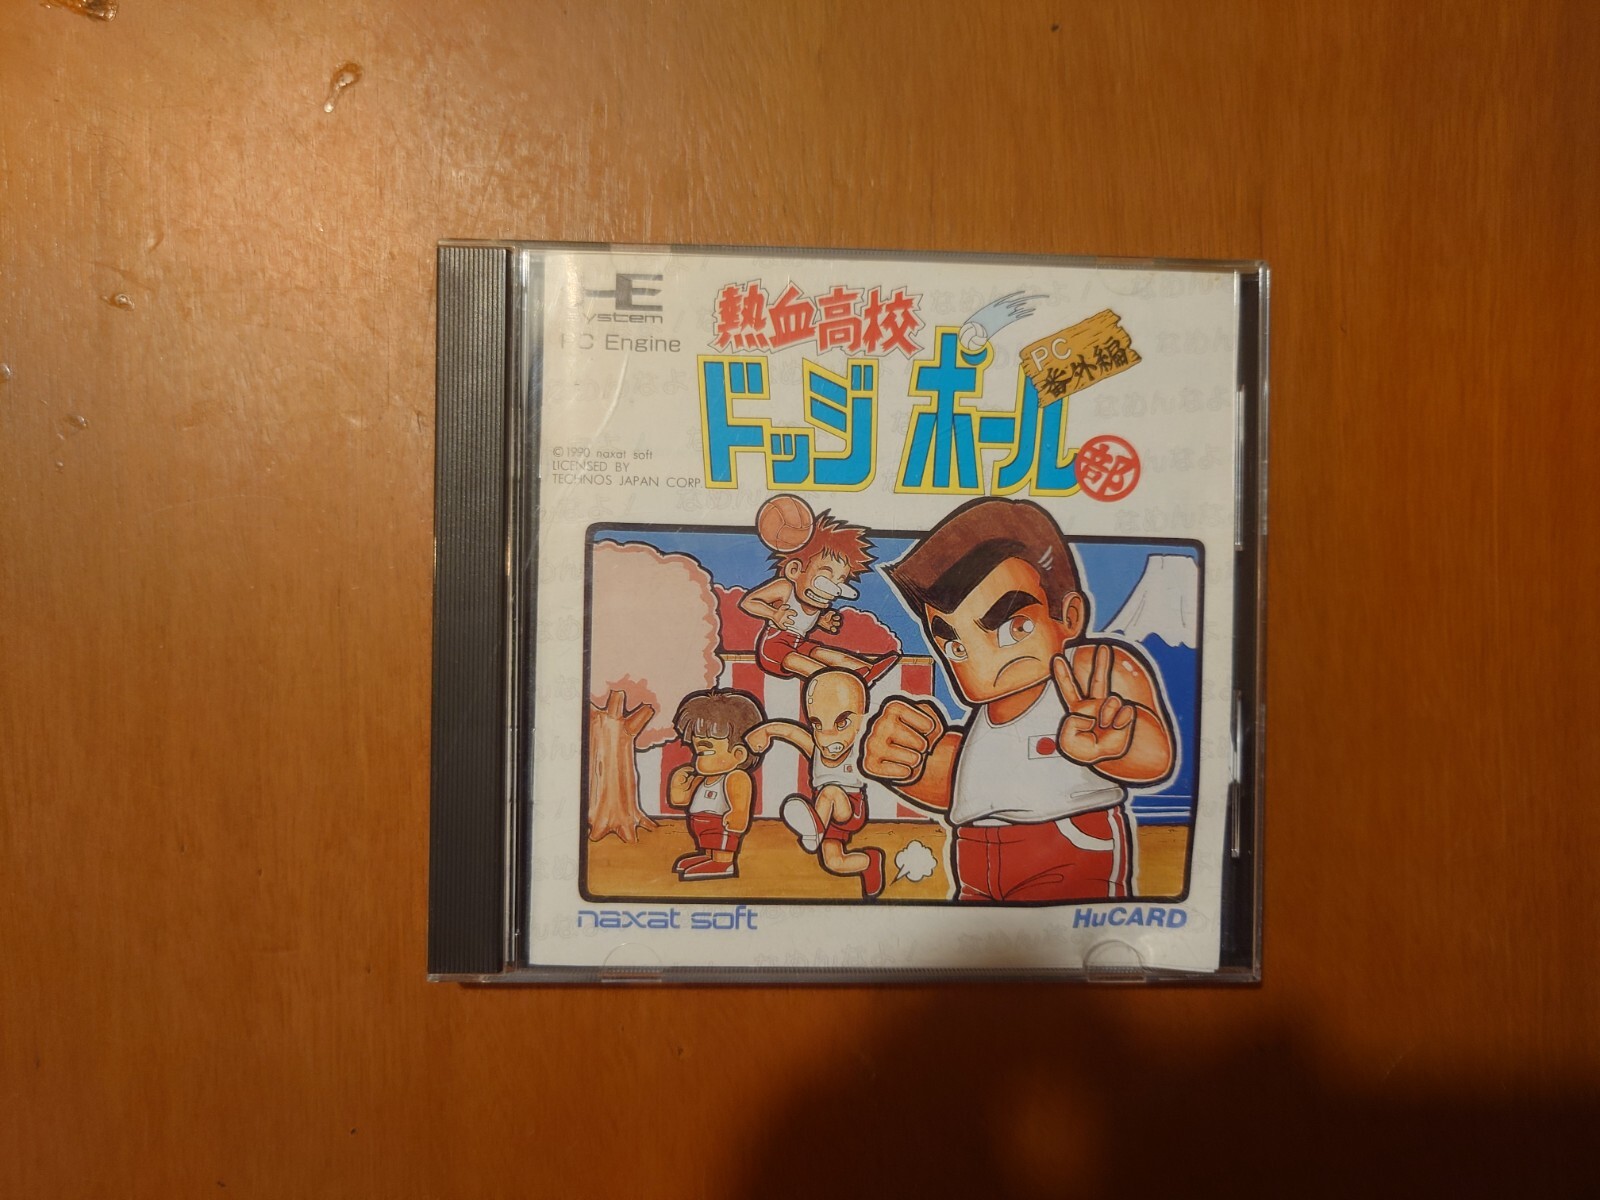 PC Engine
熱血高校
ドッジボール部
PC
番外編
©1990 naxat soft
LICENSED BY
TECHNOS JAPAN CORP.
naxat soft
HuCARD